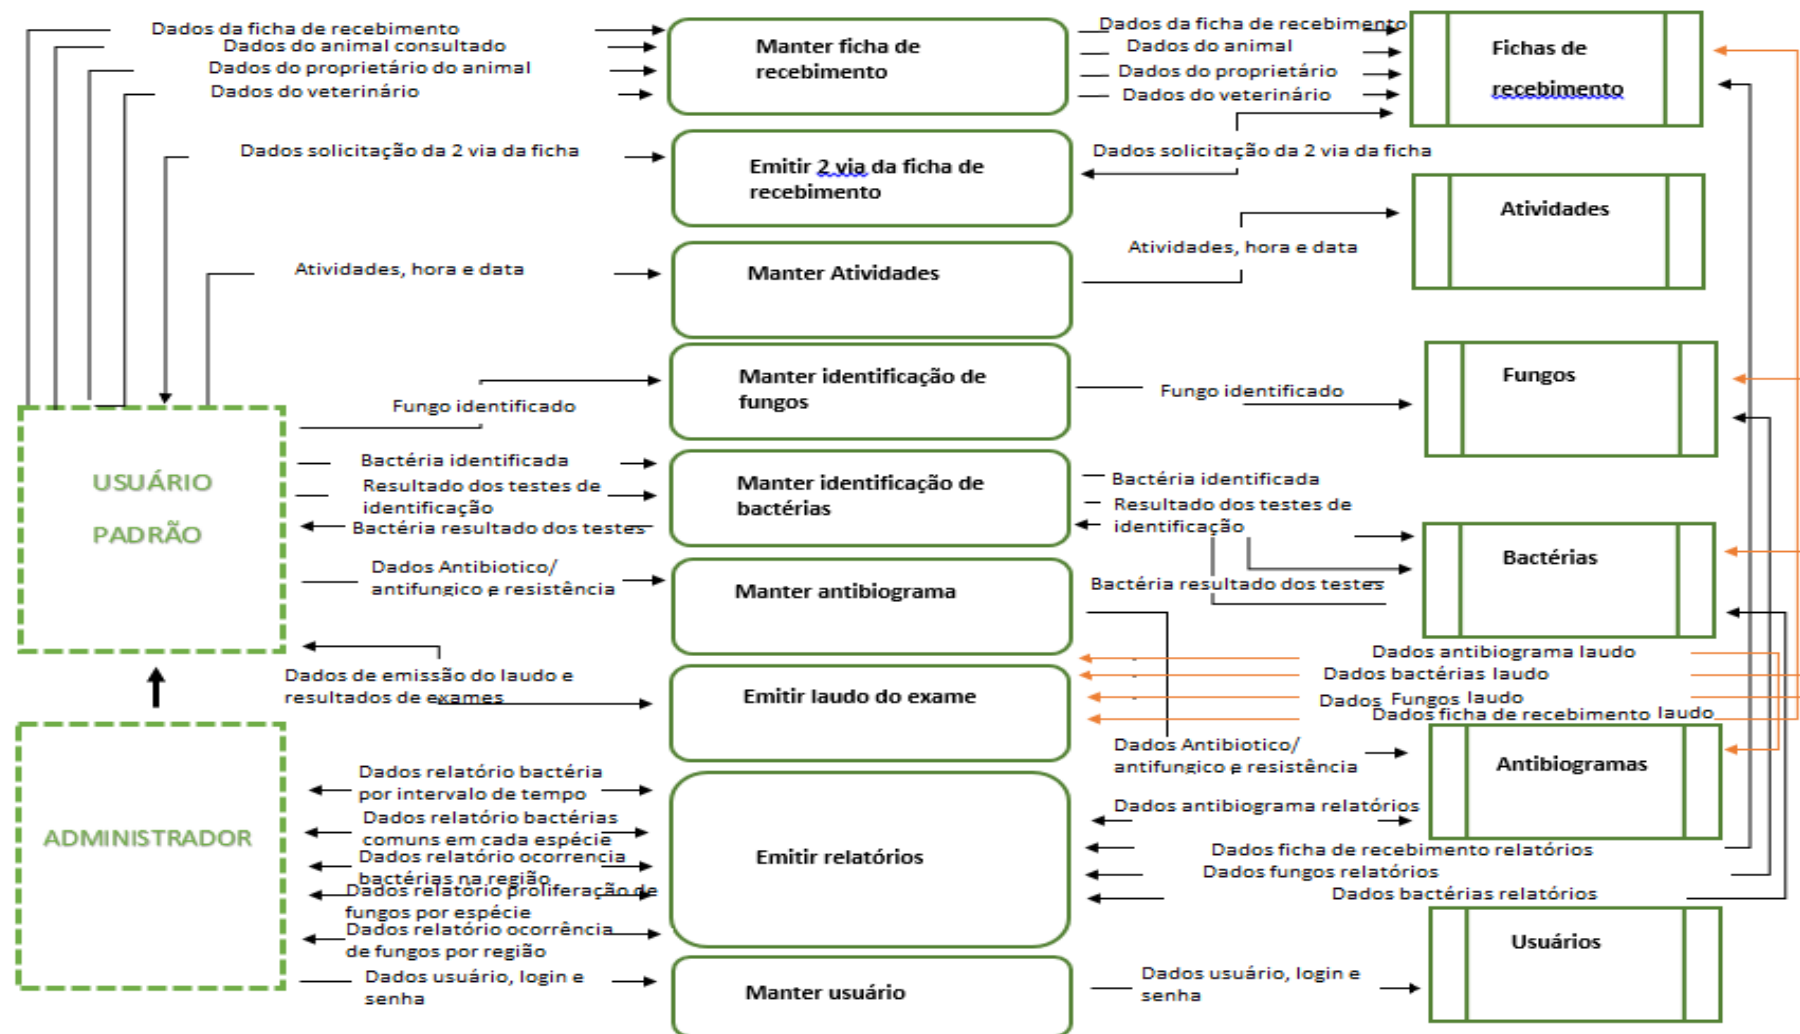 Dados da ficha de recebimento
Dados do animal consultado
Dados do proprietário do animal
Dados do veterinário
Manter ficha de
recebimento
Dados da ficha de recebimento
Dados do animal
Dados do proprietário
Dados do veterinário
Fichas de
recebimento
Dados solicitação da 2 via da ficha
Emitir 2 via da ficha de
recebimento
Dados solicitação da 2 via da ficha
Atividades, hora e data
Manter Atividades
Atividades, hora e data
Atividades
Fungo identificado
Manter identificação de
fungos
Fungo identificado
Fungos
USUÁRIO
PADRÃO
Bactéria identificada
Resultado dos testes de
identificação
Bactéria resultado dos testes
Manter identificação de
bactérias
Bactéria identificada
Resultado dos testes de
identificação
Bactéria resultado dos testes
Bactérias
Dados Antibiotico/
antifungico e resistência
Manter antibiograma
Dados de emissão do laudo e
resultados de exames
Emitir laudo do exame
Dados antibiograma laudo
Dados bactérias laudo
Dados Fungos laudo
Dados ficha de recebimento laudo
Dados Antibiotico/
antifungico e resistência
Antibiogramas
ADMINISTRADOR
Dados relatório bactéria
por intervalo de tempo
Dados relatório bactérias
comuns em cada espécie
Dados relatório ocorrencia
bactérias na região
Dados relatório proliferação de
fungos por espécie
Dados relatório ocorrência
de fungos por região
Emitir relatórios
Dados antibiograma relatórios
Dados ficha de recebimento relatórios
Dados fungos relatórios
Dados bactérias relatórios
Dados usuário, login e
senha
Manter usuário
Dados usuário, login e
senha
Usuários